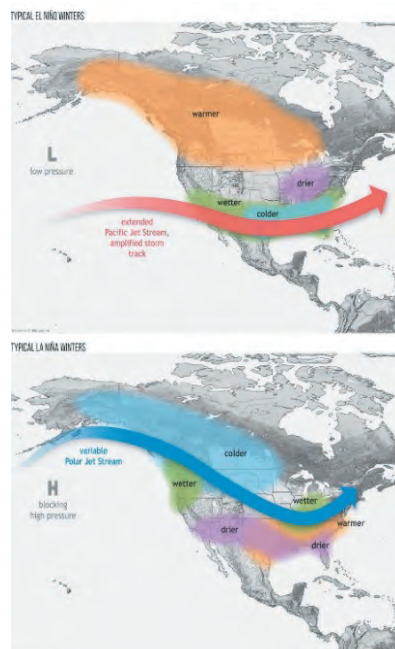 TYPICAL EL NIÑO WINTERS
warmer
L
low pressure
drier
wetter
colder
extended
Pacific Jet Stream,
amplified storm
track
TYPICAL LA NIÑA WINTERS
variable
Polar Jet Stream
colder
H
blocking
high pressure
wetter
wetter
warmer
drier
drier